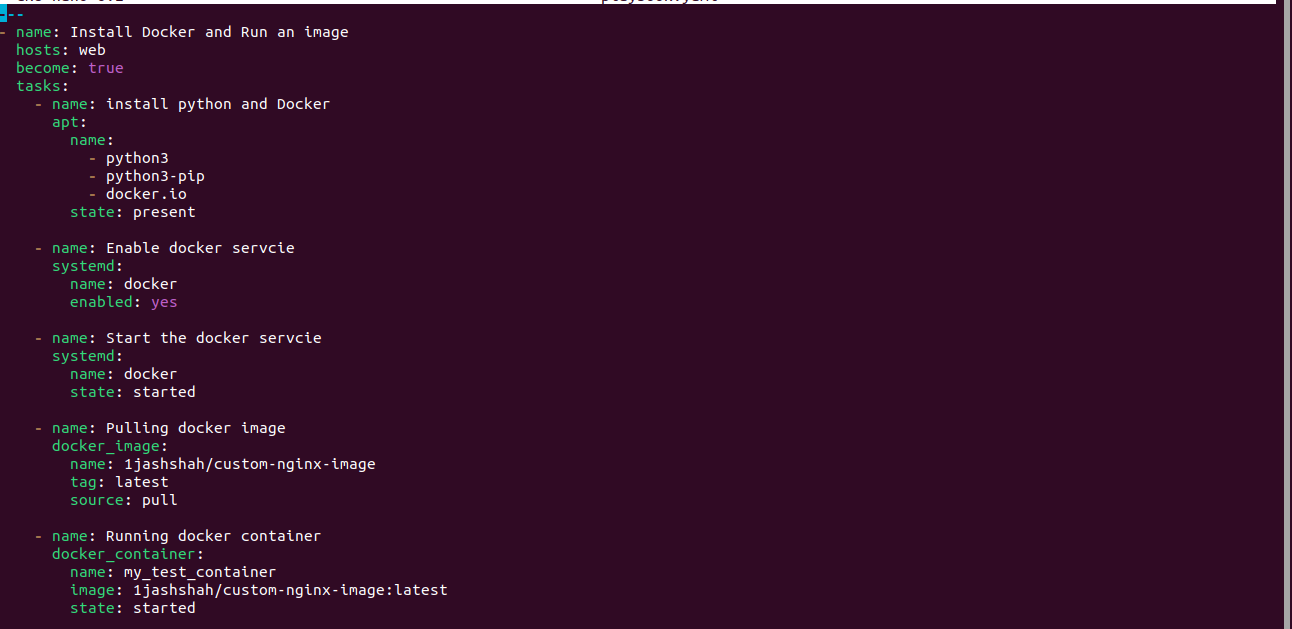 ---
- name: Install Docker and Run an image
  hosts: web
  become: true
  tasks:
    - name: install python and Docker
      apt:
        name:
          - python3
          - python3-pip
          - docker.io
        state: present

    - name: Enable docker servcie
      systemd:
        name: docker
        enabled: yes

    - name: Start the docker servcie
      systemd:
        name: docker
        state: started

    - name: Pulling docker image
      docker_image:
        name: 1jashshah/custom-nginx-image
        tag: latest
        source: pull

    - name: Running docker container
      docker_container:
        name: my_test_container
        image: 1jashshah/custom-nginx-image:latest
        state: started